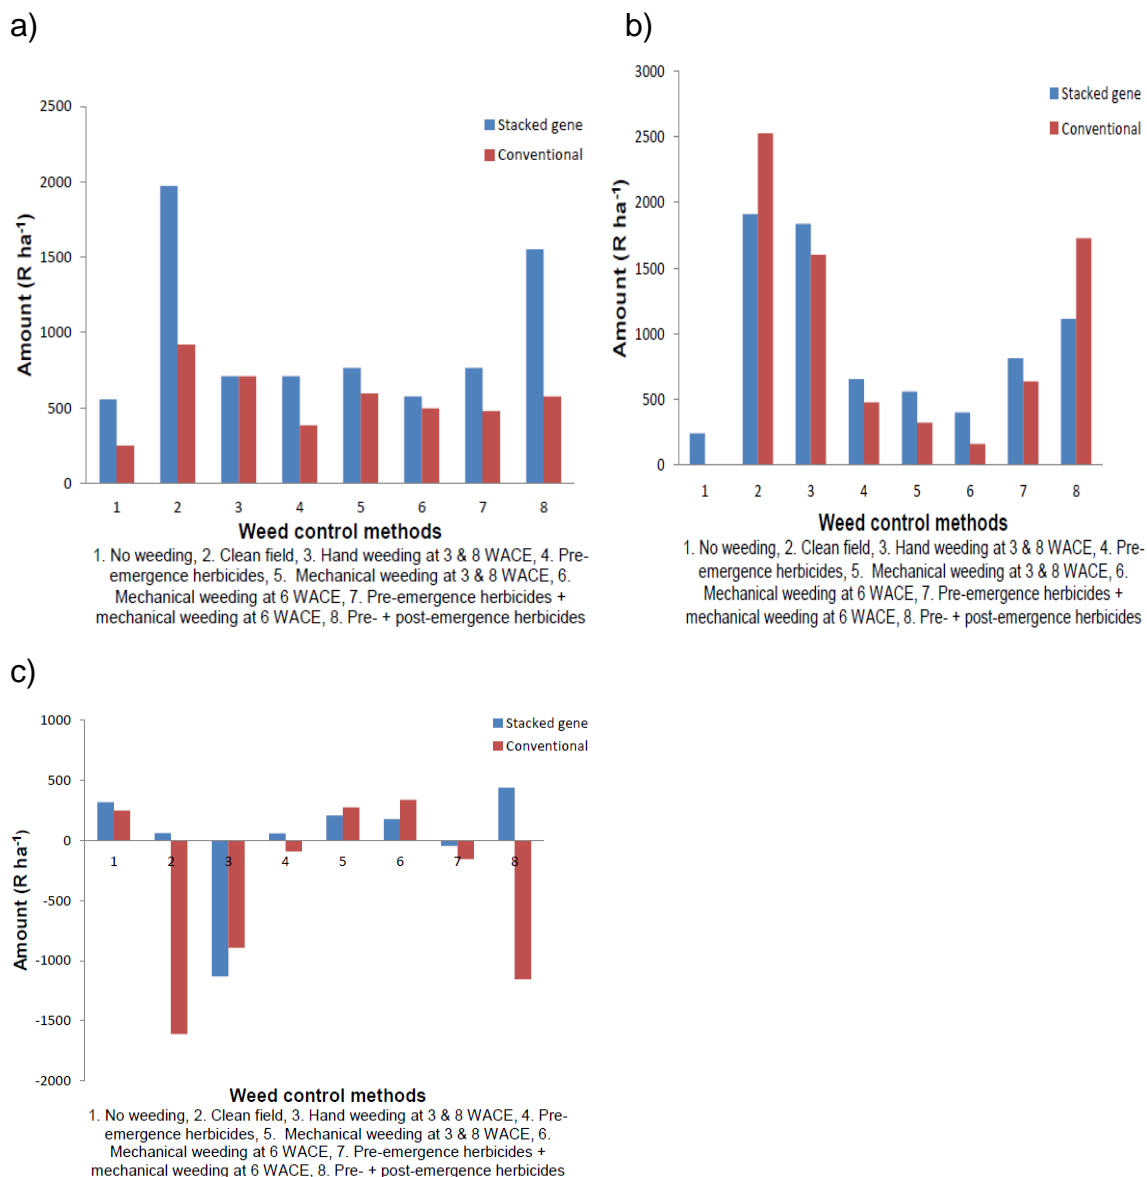 a)
2500
2000
1500
1000
500
0
Amount (R ha⁻¹)
Stacked gene
Conventional
1 2 3 4 5 6 7 8
Weed control methods
1. No weeding, 2. Clean field, 3. Hand weeding at 3 & 8 WACE, 4. Pre-
emergence herbicides, 5. Mechanical weeding at 3 & 8 WACE, 6.
Mechanical weeding at 6 WACE, 7. Pre-emergence herbicides +
mechanical weeding at 6 WACE, 8. Pre- + post-emergence herbicides
b)
3000
2500
2000
1500
1000
500
0
Amount (R ha⁻¹)
Stacked gene
Conventional
1 2 3 4 5 6 7 8
Weed control methods
1. No weeding, 2. Clean field, 3. Hand weeding at 3 & 8 WACE, 4. Pre-
emergence herbicides, 5. Mechanical weeding at 3 & 8 WACE, 6.
Mechanical weeding at 6 WACE, 7. Pre-emergence herbicides +
mechanical weeding at 6 WACE, 8. Pre- + post-emergence herbicides
c)
1000
500
0
-500
-1000
-1500
-2000
Amount (R ha⁻¹)
Stacked gene
Conventional
1 2 3 4 5 6 7 8
Weed control methods
1. No weeding, 2. Clean field, 3. Hand weeding at 3 & 8 WACE, 4. Pre-
emergence herbicides, 5. Mechanical weeding at 3 & 8 WACE, 6.
Mechanical weeding at 6 WACE, 7. Pre-emergence herbicides +
mechanical weeding at 6 WACE, 8. Pre- + post-emergence herbicides